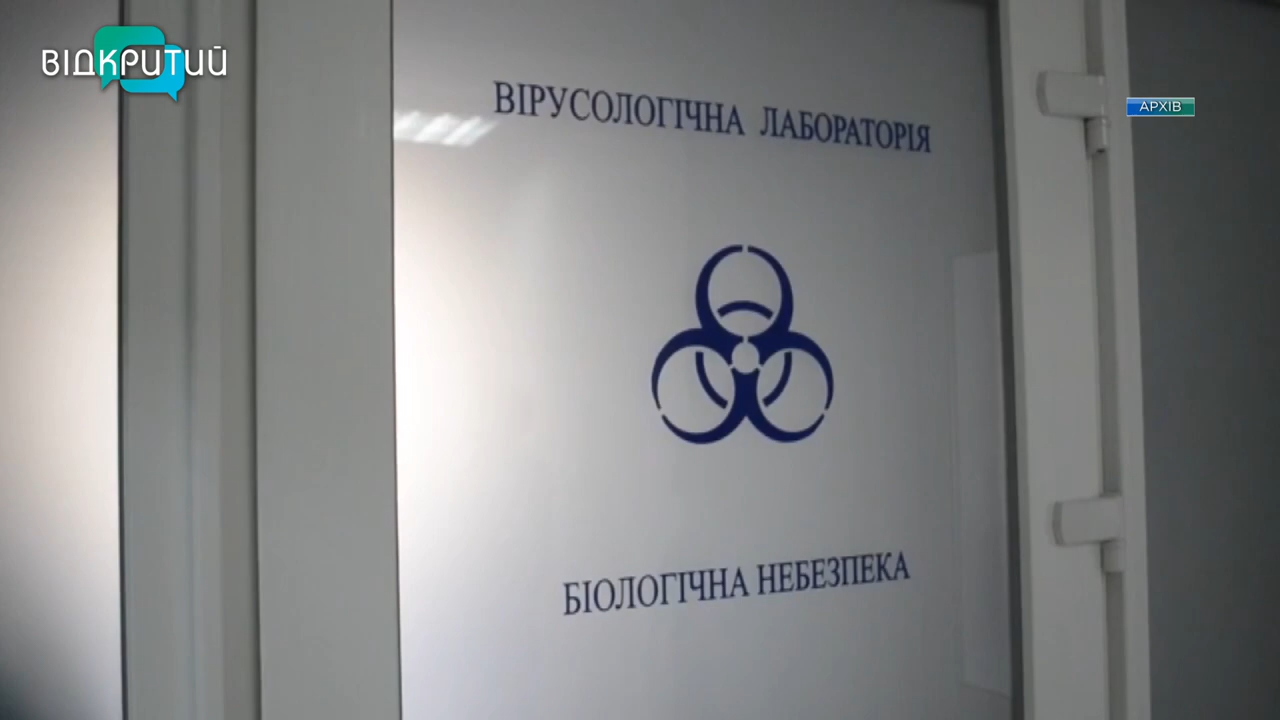 ВІДКРИТИЙ
АРХІВ
ВІРУСОЛОГІЧНА ЛАБОРАТОРІЯ
БІОЛОГІЧНА НЕБЕЗПЕКА